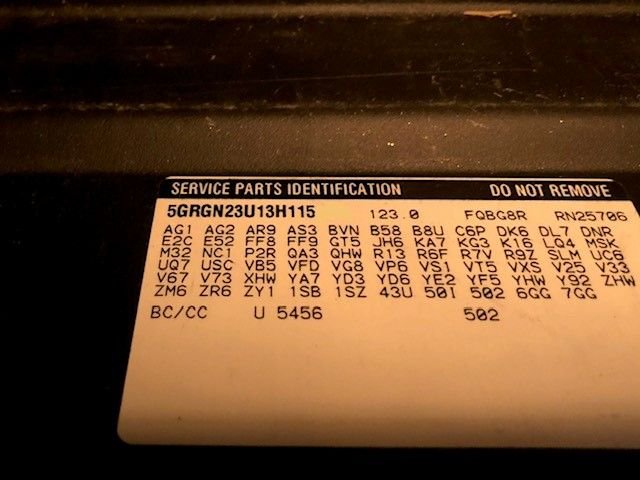 SERVICE PARTS IDENTIFICATION DO NOT REMOVE
5GRGN23U13H115 123.0 FQBG8R RN25706
AG1 AG2 AR9 AS3 BVN B58 B8U C6P DK6 DL7 DNR
E2C E52 FF8 FF9 GT5 JH6 KA7 KG3 K16 LQ4 MSK
M32 NC1 P2R QA3 QHW R13 R6F R7V R9Z SLM UC6
UQ7 USC VB5 VFD VG8 VP6 VS1 VT5 VXS V25 V33
V67 V73 XHW YA7 YD3 YD6 YE2 YF5 YHW Y92 ZHW
ZM6 ZR6 ZY1 1SB 1SZ 43U 50I 502 6GG 7GG
BC/CC U 5456 502